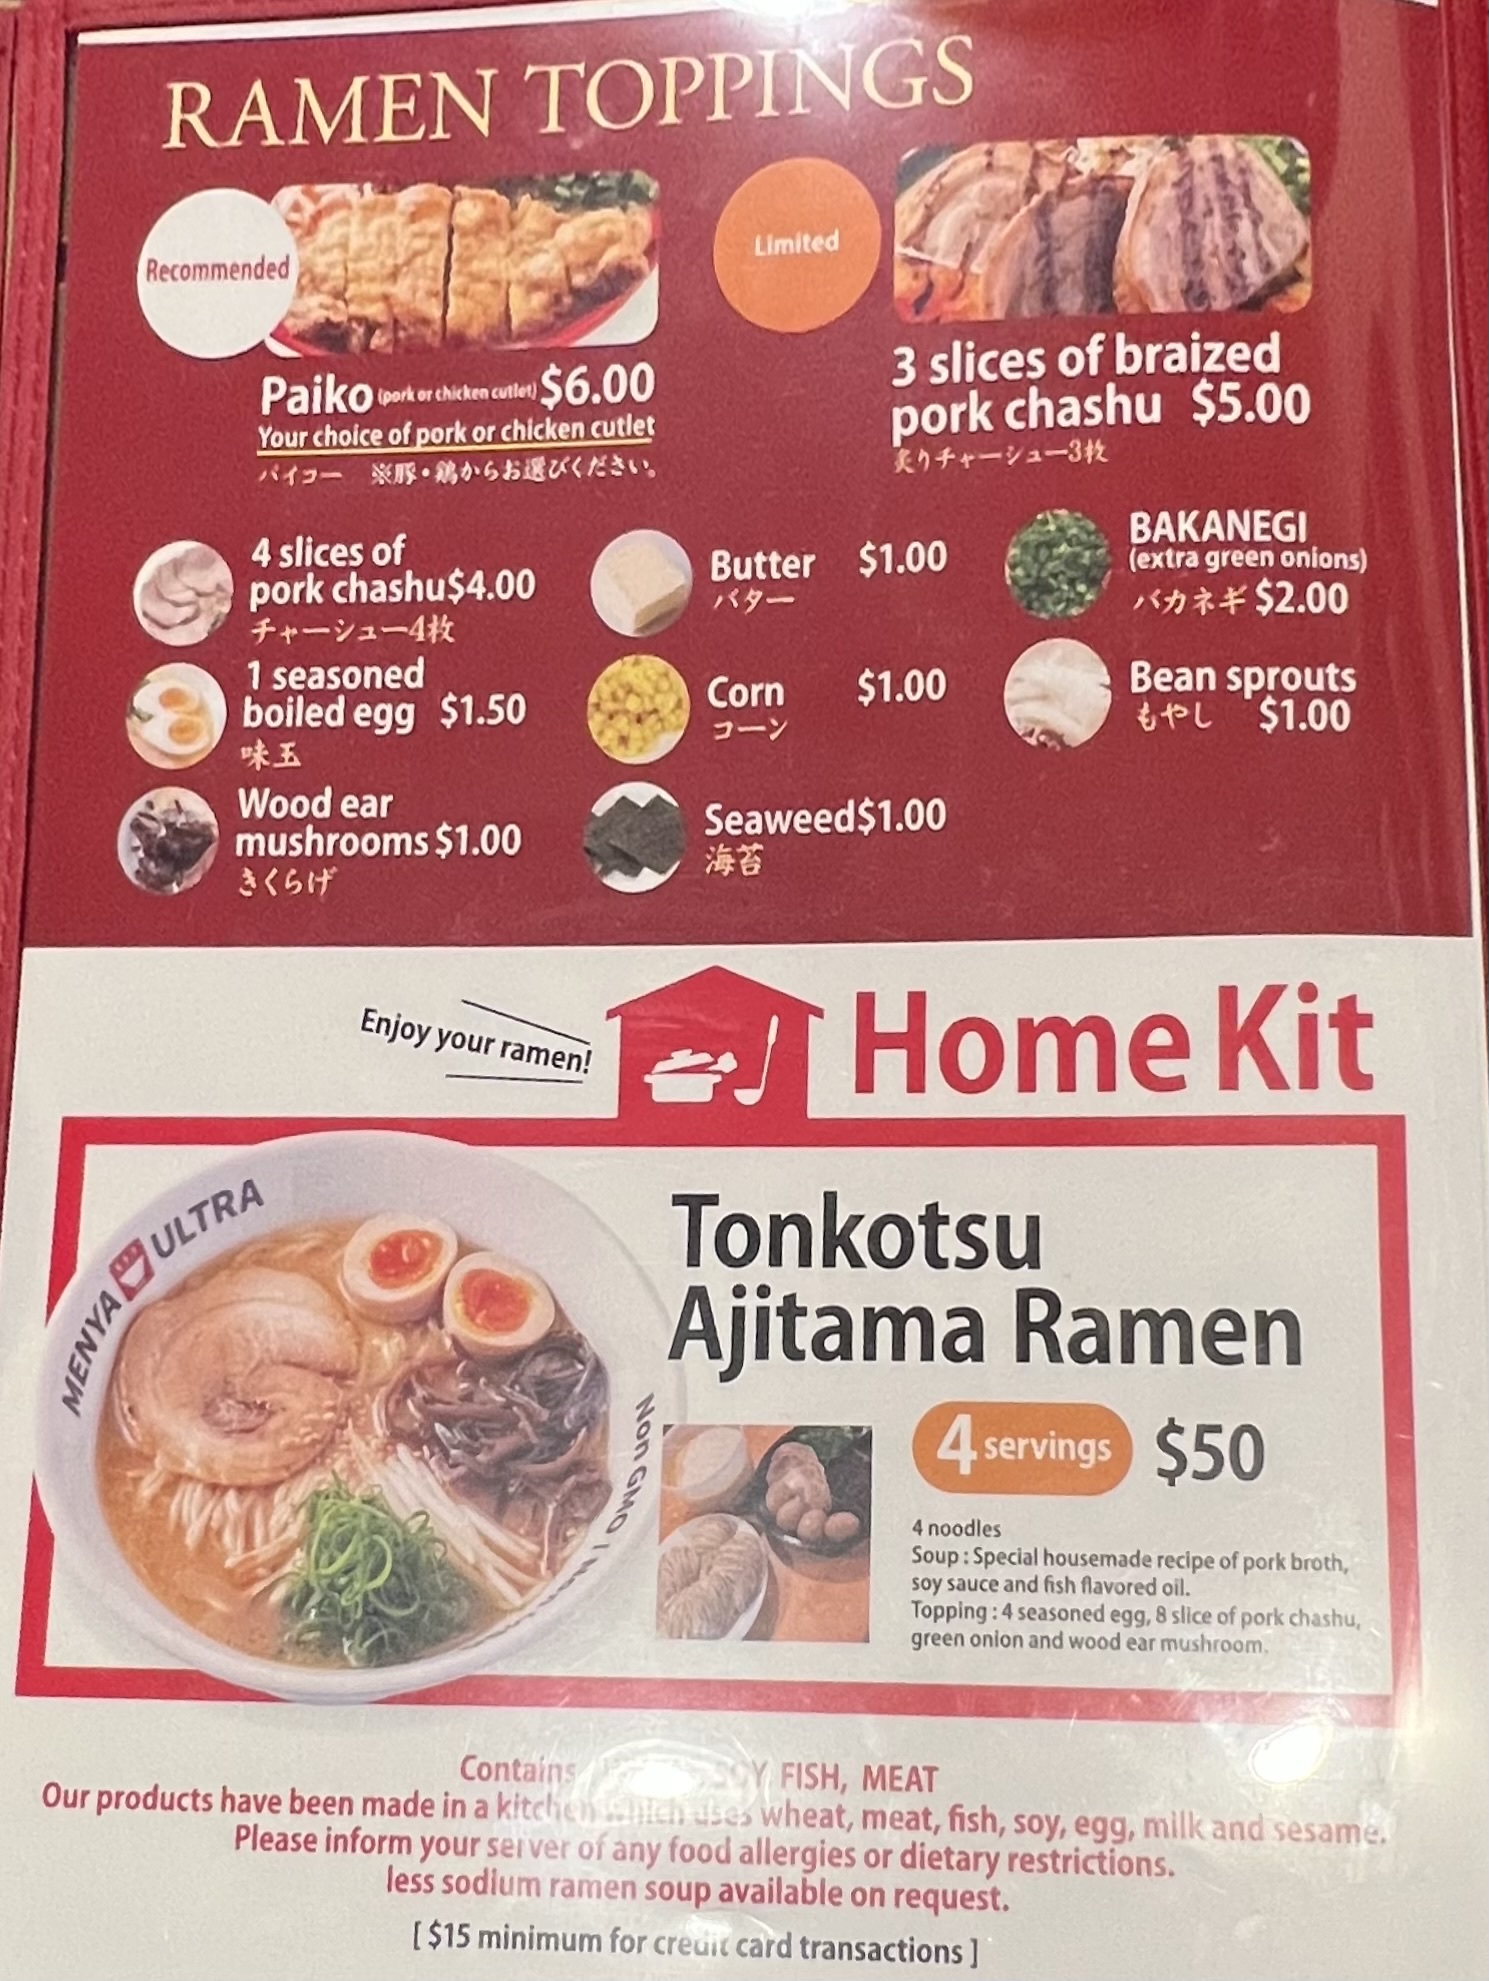 RAMEN TOPPINGS
Recommended
Paiko (pork or chicken cutlet) $6.00
Your choice of pork or chicken cutlet
パイコー ※豚・鶏からお選びください。
Limited
3 slices of braized
pork chashu $5.00
炙りチャーシュー3枚
4 slices of
pork chashu $4.00
チャーシュー4枚
1 seasoned
boiled egg $1.50
味玉
Wood ear
mushrooms $1.00
きくらげ
Butter $1.00
バター
Corn $1.00
コーン
Seaweed $1.00
海苔
BAKANEGI
(extra green onions)
バカネギ $2.00
Bean sprouts
もやし $1.00
Enjoy your ramen!
Home Kit
MENYA ULTRA
Non GMO
Tonkotsu
Ajitama Ramen
4 servings $50
4 noodles
Soup : Special housemade recipe of pork broth,
soy sauce and fish flavored oil.
Topping : 4 seasoned egg, 8 slice of pork chashu,
green onion and wood ear mushroom.
Contains SOY FISH, MEAT
Our products have been made in a kitchen which uses wheat, meat, fish, soy, egg, milk and sesame.
Please inform your server of any food allergies or dietary restrictions.
less sodium ramen soup available on request.
[ $15 minimum for credit card transactions ]